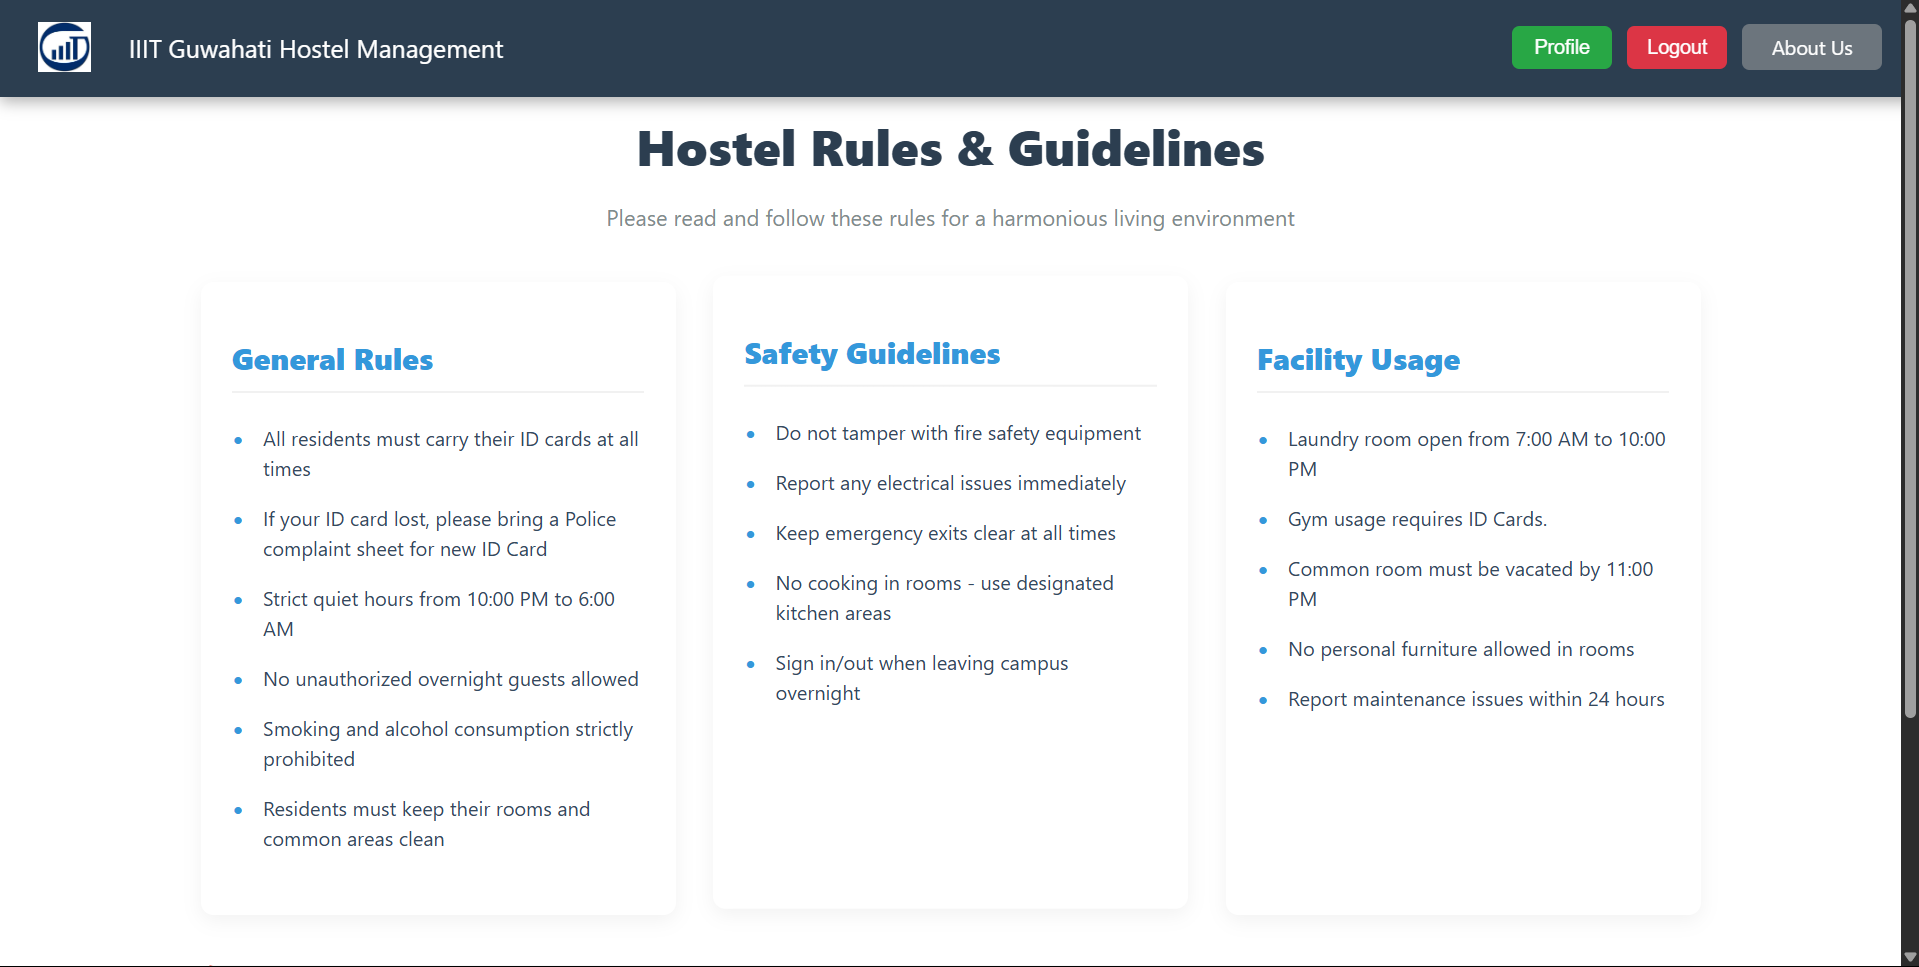 IIIT Guwahati Hostel Management
Profile
Logout
About Us
Hostel Rules & Guidelines
Please read and follow these rules for a harmonious living environment
General Rules
All residents must carry their ID cards at all
times
If your ID card lost, please bring a Police
complaint sheet for new ID Card
Strict quiet hours from 10:00 PM to 6:00
AM
No unauthorized overnight guests allowed
Smoking and alcohol consumption strictly
prohibited
Residents must keep their rooms and
common areas clean
Safety Guidelines
Do not tamper with fire safety equipment
Report any electrical issues immediately
Keep emergency exits clear at all times
No cooking in rooms - use designated
kitchen areas
Sign in/out when leaving campus
overnight
Facility Usage
Laundry room open from 7:00 AM to 10:00
PM
Gym usage requires ID Cards.
Common room must be vacated by 11:00
PM
No personal furniture allowed in rooms
Report maintenance issues within 24 hours